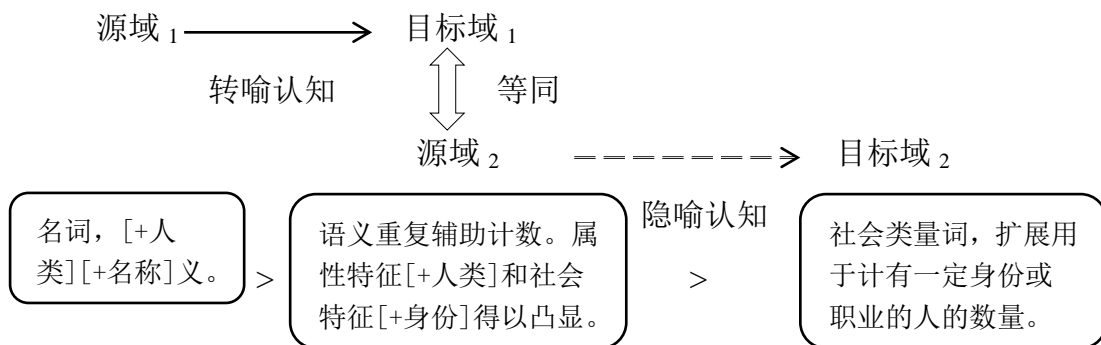 源域 1 目标域 1
转喻认知 等同
源域 2 目标域 2
隐喻认知
名词，[+人
类][+名称]义。
>
语义重复辅助计数。属
性特征[+人类]和社会
特征[+身份]得以凸显。
>
社会类量词，扩展用
于计有一定身份或
职业的人的数量。